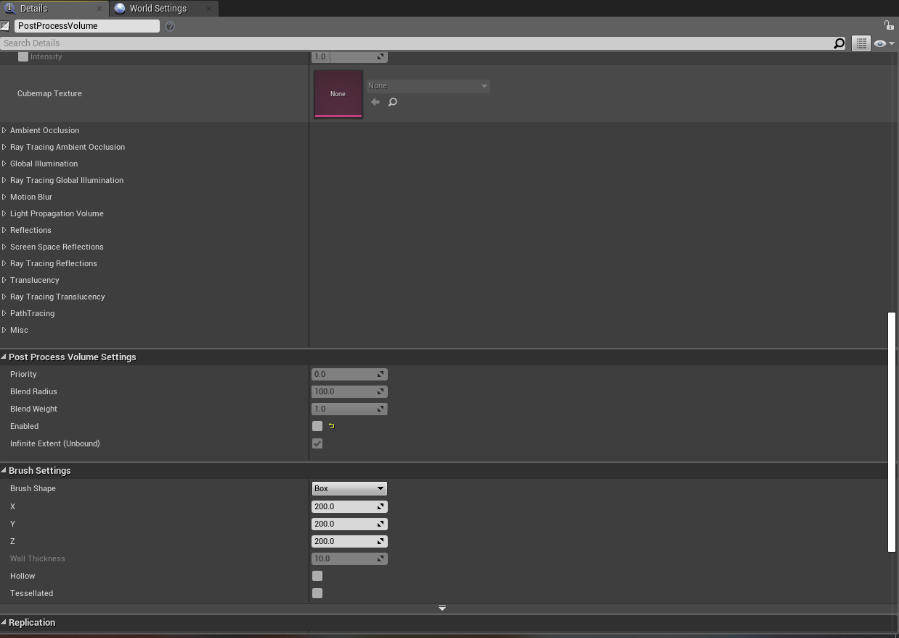 Details
World Settings
PostProcessVolume
Search Details
Intensity 1.0
Cubemap Texture None None
Ambient Occlusion
Ray Tracing Ambient Occlusion
Global Illumination
Ray Tracing Global Illumination
Motion Blur
Light Propagation Volume
Reflections
Screen Space Reflections
Ray Tracing Reflections
Translucency
Ray Tracing Translucency
PathTracing
Misc
Post Process Volume Settings
Priority 0.0
Blend Radius 100.0
Blend Weight 1.0
Enabled
Infinite Extent (Unbound)
Brush Settings
Brush Shape Box
X 200.0
Y 200.0
Z 200.0
Wall Thickness 10.0
Hollow
Tessellated
Replication